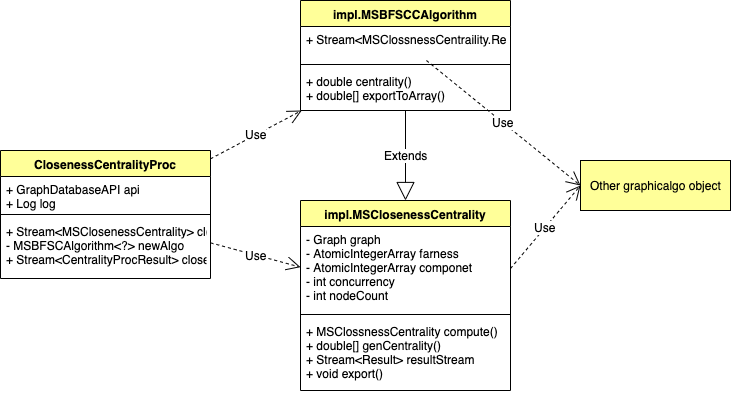 impl.MSBFSCCAlgorithm
+ Stream<MSClossnessCentraility.Re
+ double centrality()
+ double[] exportToArray()
Use
Use
ClosenessCentralityProc
+ GraphDatabaseAPI api
+ Log log
+ Stream<MSClosenessCentrality> cl
- MSBFSCAlgorithm<?> newAlgo
+ Stream<CentralityProcResult> close
Extends
Other graphicalgo object
impl.MSClosenessCentrality
- Graph graph
- AtomicIntegerArray farness
- AtomicIntegerArray componet
- int concurrency
- int nodeCount
+ MSClossnessCentrality compute()
+ double[] genCentrality()
+ Stream<Result> resultStream
+ void export()
Use
Use